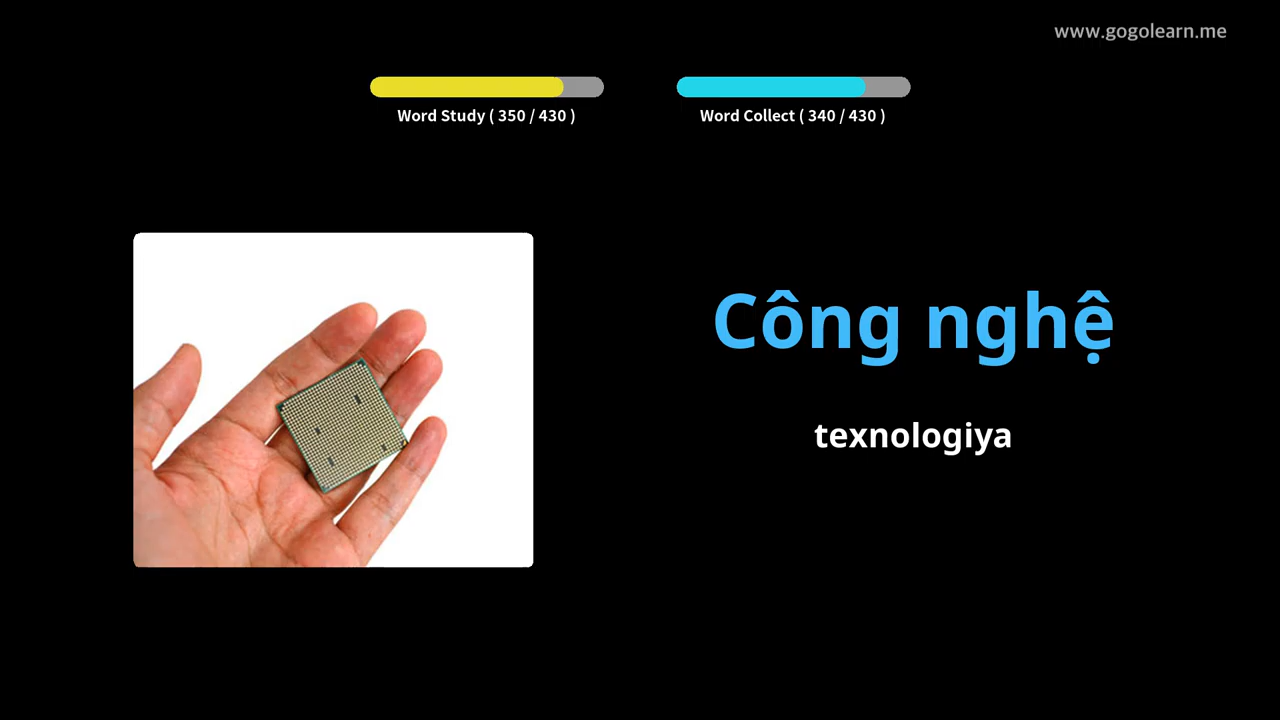 www.gogolearn.me
Word Study ( 350 / 430 )
Word Collect ( 340 / 430 )
Công nghệ
texnologiya